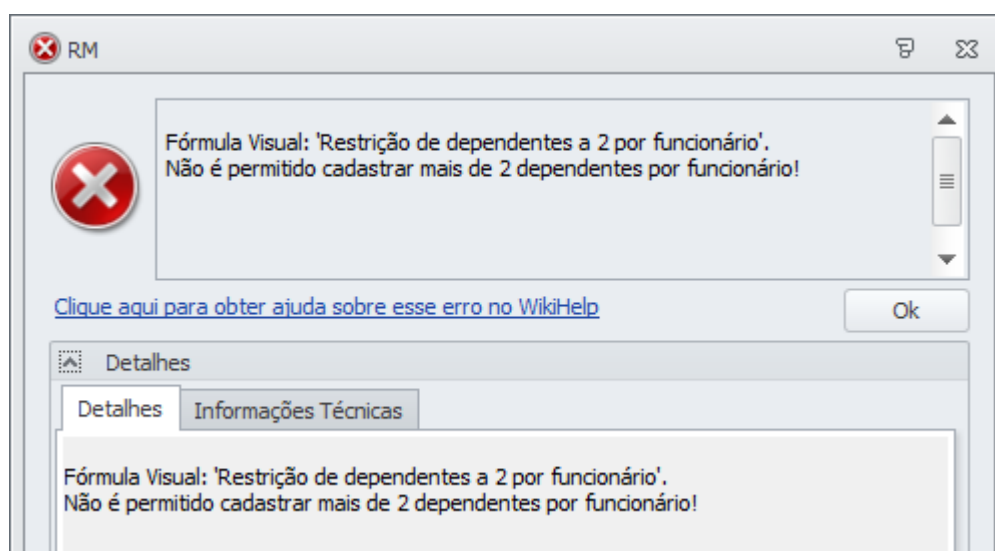 RM
Fórmula Visual: 'Restrição de dependentes a 2 por funcionário'.
Não é permitido cadastrar mais de 2 dependentes por funcionário!
Clique aqui para obter ajuda sobre esse erro no WikiHelp
Ok
Detalhes
Detalhes
Informações Técnicas
Fórmula Visual: 'Restrição de dependentes a 2 por funcionário'.
Não é permitido cadastrar mais de 2 dependentes por funcionário!